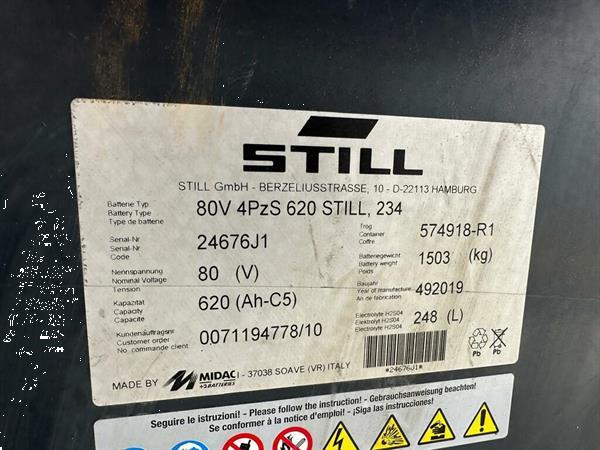 STILL
STILL GmbH - BERZELIUSSTRASSE, 10 - D-22113 HAMBURG
Batterie Typ.
Battery Type
Type de batterie
80V 4PzS 620 STILL, 234
Trog
Container
Coffre
574918-R1
Serial-Nr
Serial-Nr
Code
24676J1
Batteriegewicht
Battery weight
Poids
1503 (kg)
Nennspannung
Nominal Voltage
Tension
80 (V)
Baujahr
Year of manufacture
An de fabrication
492019
Kapazität
Capacity
Capacité
620 (Ah-C5)
Electrolyte H2S04
Elektrolyt H2S04
Electrolyte H2S04
248 (L)
Kundenauftragsnr
Customer order
No commande client
0071194778/10
*24676J1*
Pb Pb
MADE BY MIDAC
+5 BATTERIES
I - 37038 SOAVE (VR) ITALY
Seguire le istruzioni! - Please follow the instruction! - Gebrauchsanweisung beachten!
Se conformer à la notice d'emploi! - ¡Siga las instrucciones!